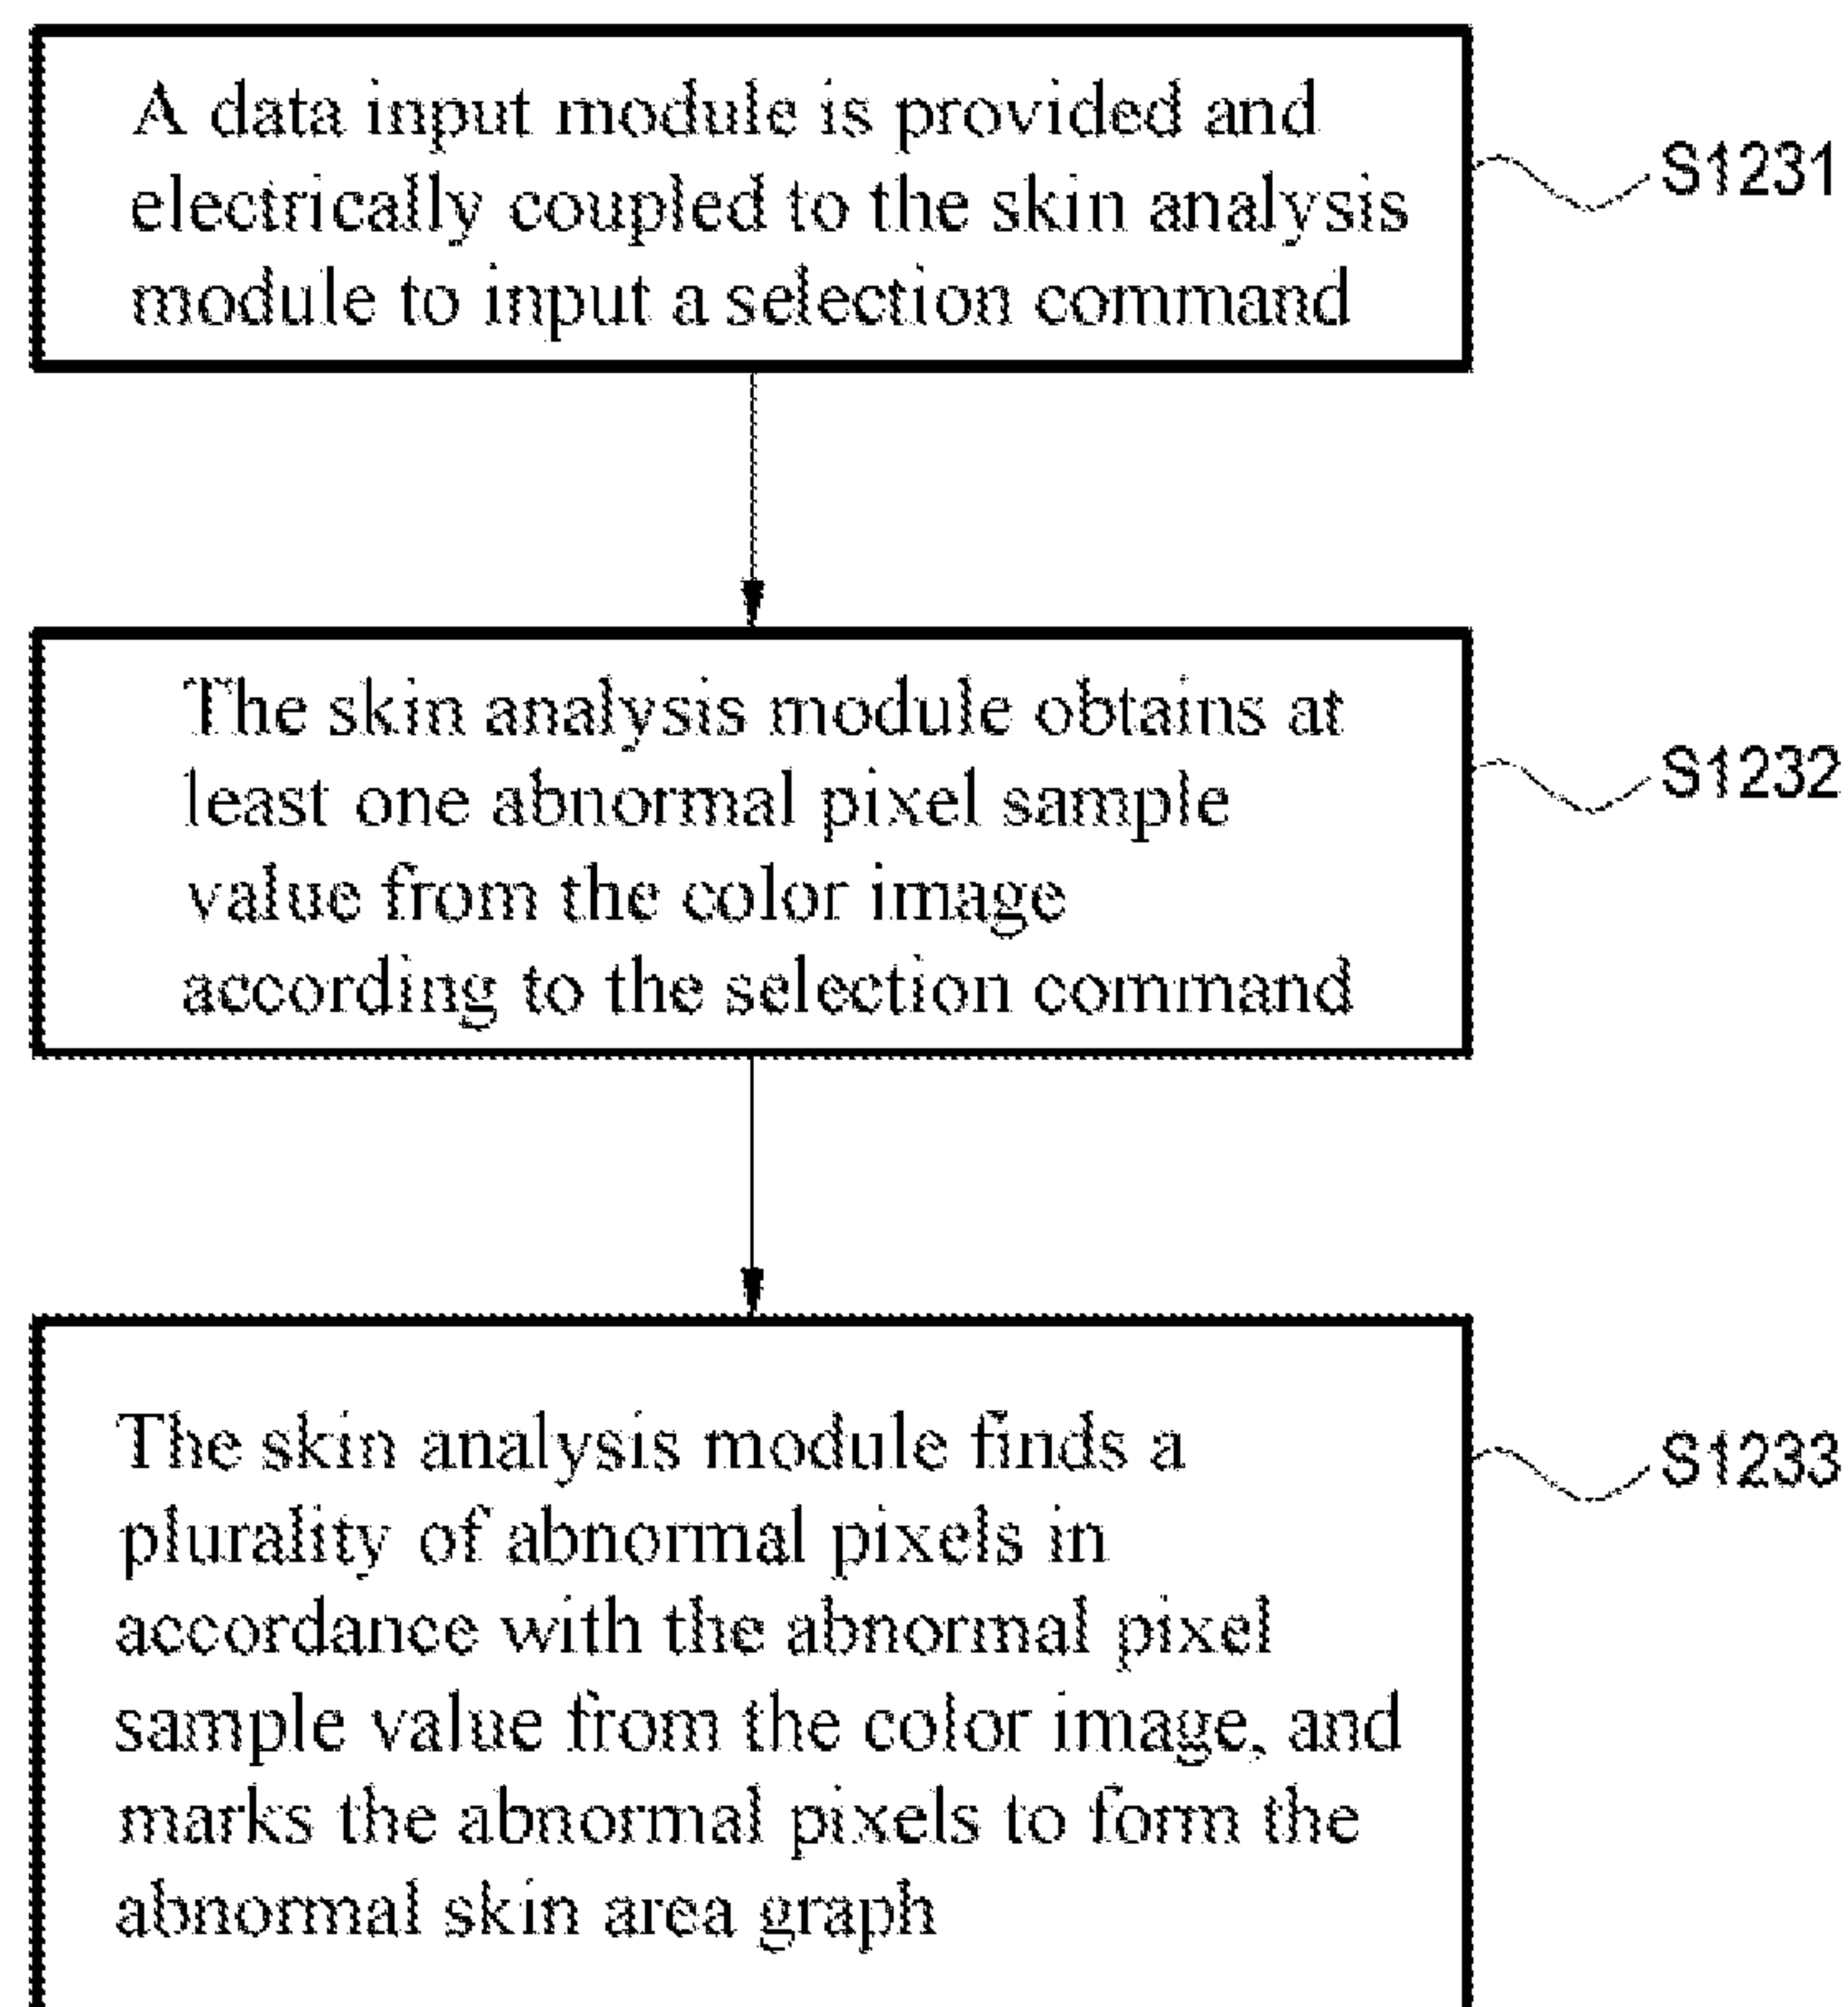 A data input module is provided and
electrically coupled to the skin analysis
module to input a selection command
S1231
The skin analysis module obtains at
least one abnormal pixel sample
value from the color image
according to the selection command
S1232
The skin analysis module finds a
plurality of abnormal pixels in
accordance with the abnormal pixel
sample value from the color image, and
marks the abnormal pixels to form the
abnormal skin area graph
S1233